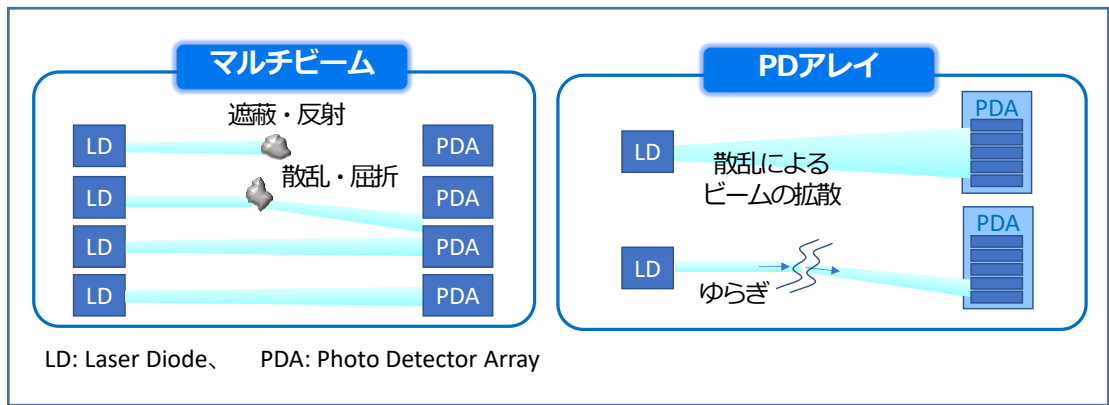 マルチビーム
遮蔽・反射
LD
PDA
散乱・屈折
LD
PDA
LD
PDA
LD
PDA
PDアレイ
PDA
LD
散乱による
ビームの拡散
PDA
LD
ゆらぎ
LD: Laser Diode、 PDA: Photo Detector Array